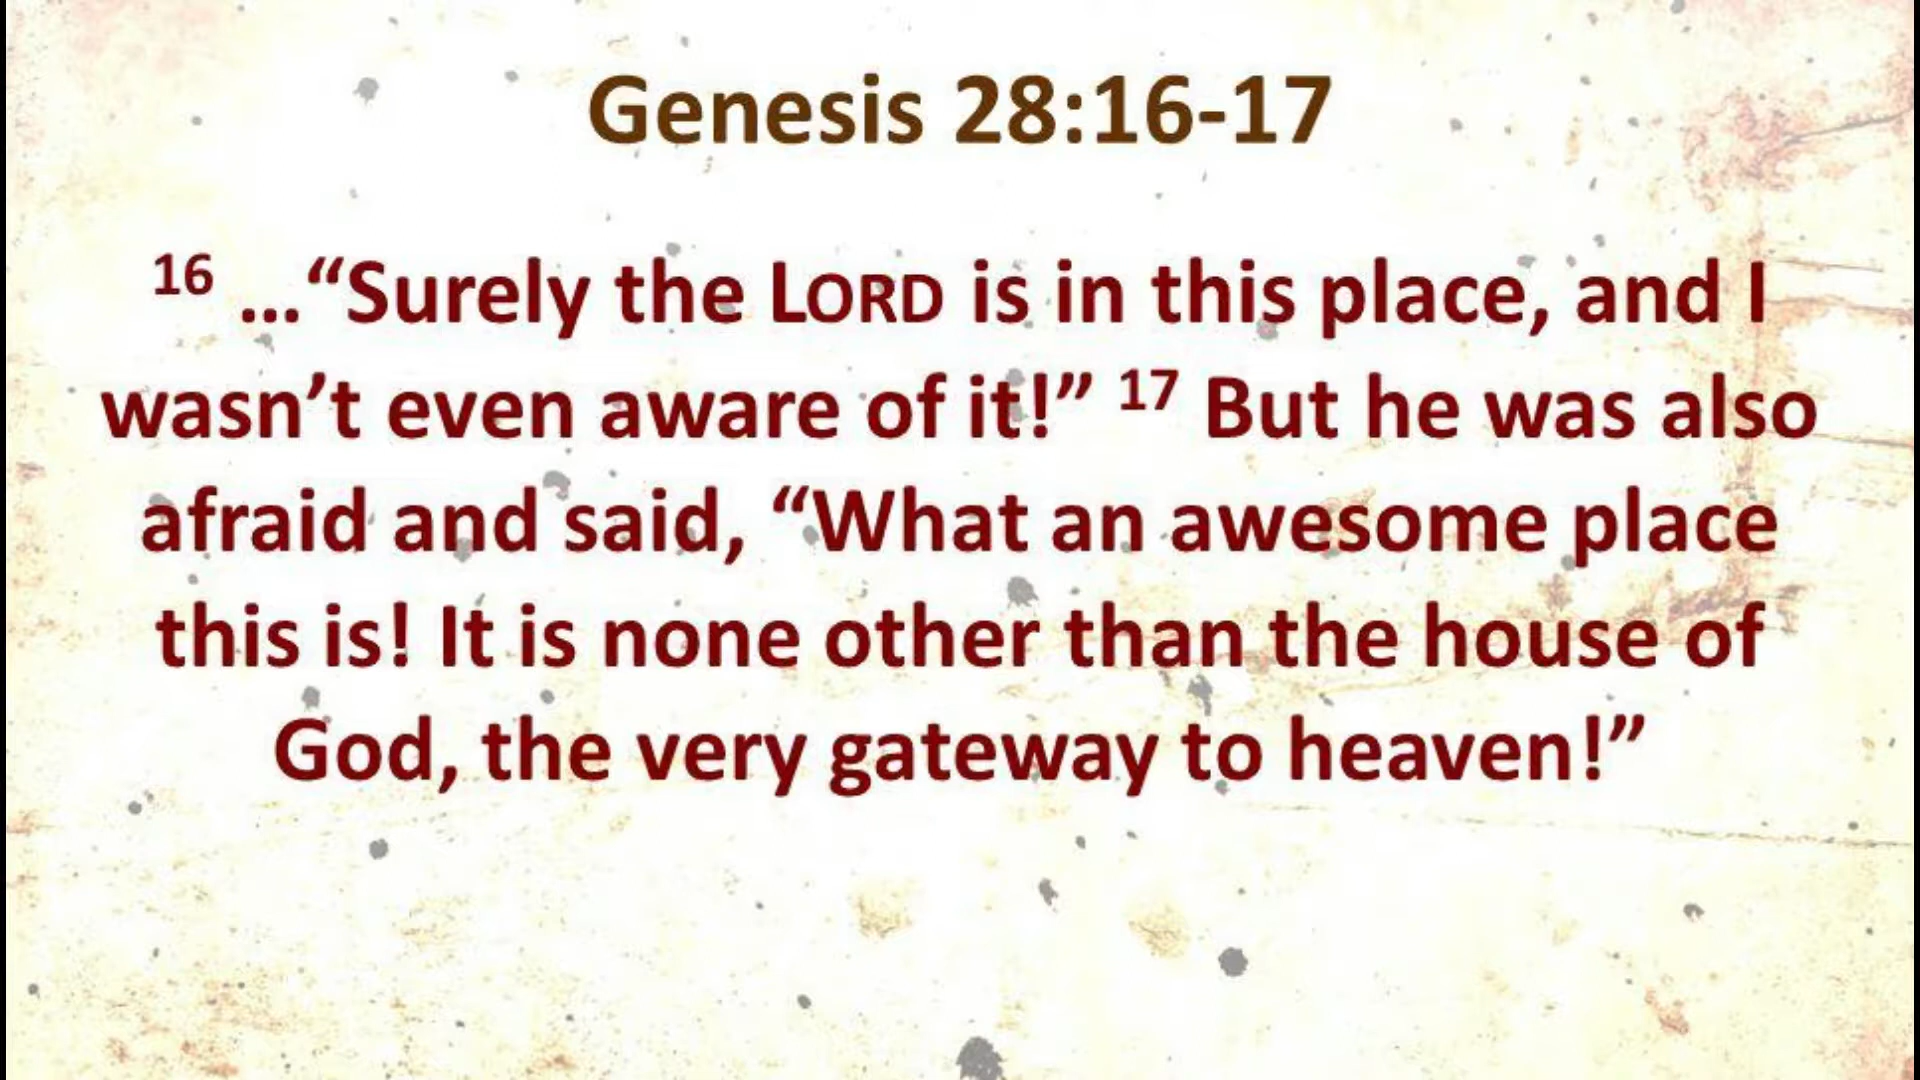 Genesis 28:16-17
16 …“Surely the LORD is in this place, and I
wasn’t even aware of it!” 17 But he was also
afraid and said, “What an awesome place
this is! It is none other than the house of
God, the very gateway to heaven!”